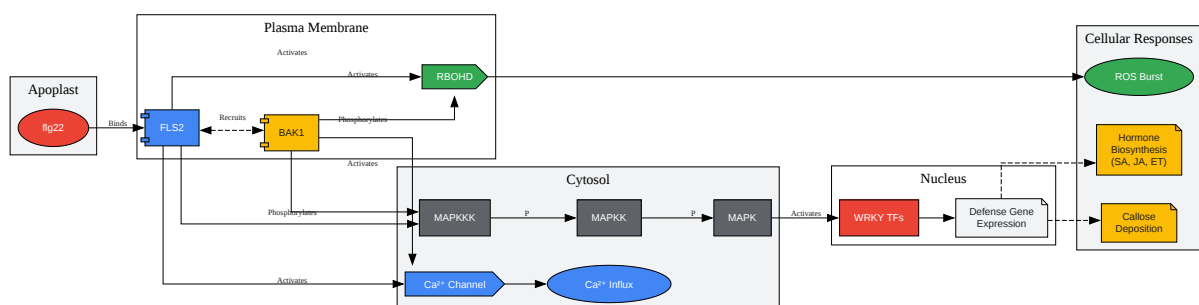 Plasma Membrane
Cellular Responses
Activates
Activates
RBOHD
ROS Burst
Apoplast
flg22
Binds
FLS2
Recruits
BAK1
Phosphorylates
Hormone
Biosynthesis
(SA, JA, ET)
Activates
Cytosol
Nucleus
Phosphorylates
MAPKKK
P
MAPKK
P
MAPK
Activates
WRKY TFs
Defense Gene
Expression
Callose
Deposition
Activates
Ca²⁺ Channel
Ca²⁺ Influx